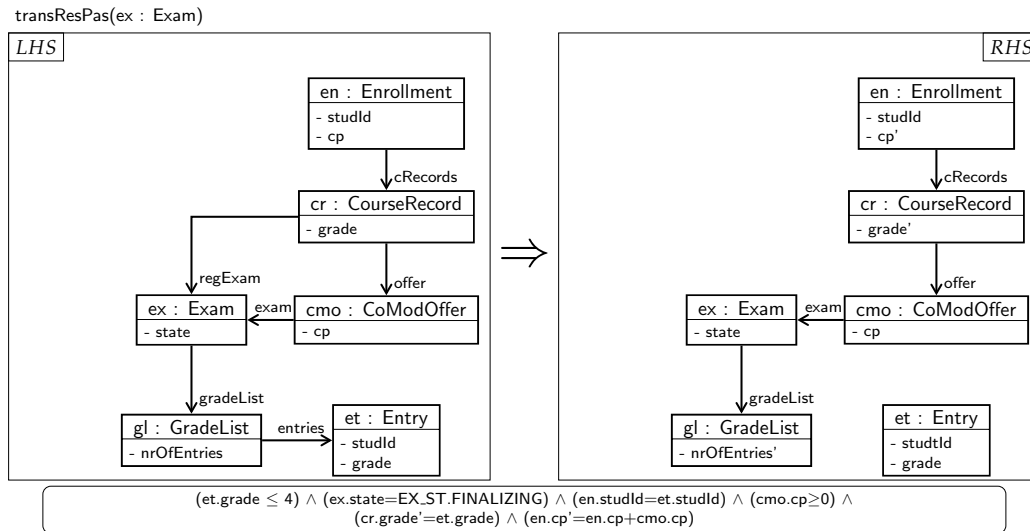 transResPas(ex : Exam)
LHS
en : Enrollment
- studId
- cp
cRecords
cr : CourseRecord
- grade
regExam
offer
ex : Exam
- state
exam
cmo : CoModOffer
- cp
gradeList
gl : GradeList
- nrOfEntries
entries
et : Entry
- studId
- grade
⇒
RHS
en : Enrollment
- studId
- cp'
cRecords
cr : CourseRecord
- grade'
offer
ex : Exam
- state
exam
cmo : CoModOffer
- cp
gradeList
gl : GradeList
- nrOfEntries'
et : Entry
- studtId
- grade
(et.grade ≤ 4) ∧ (ex.state=EX_ST.FINALIZING) ∧ (en.studId=et.studId) ∧ (cmo.cp≥0) ∧
(cr.grade'=et.grade) ∧ (en.cp'=en.cp+cmo.cp)